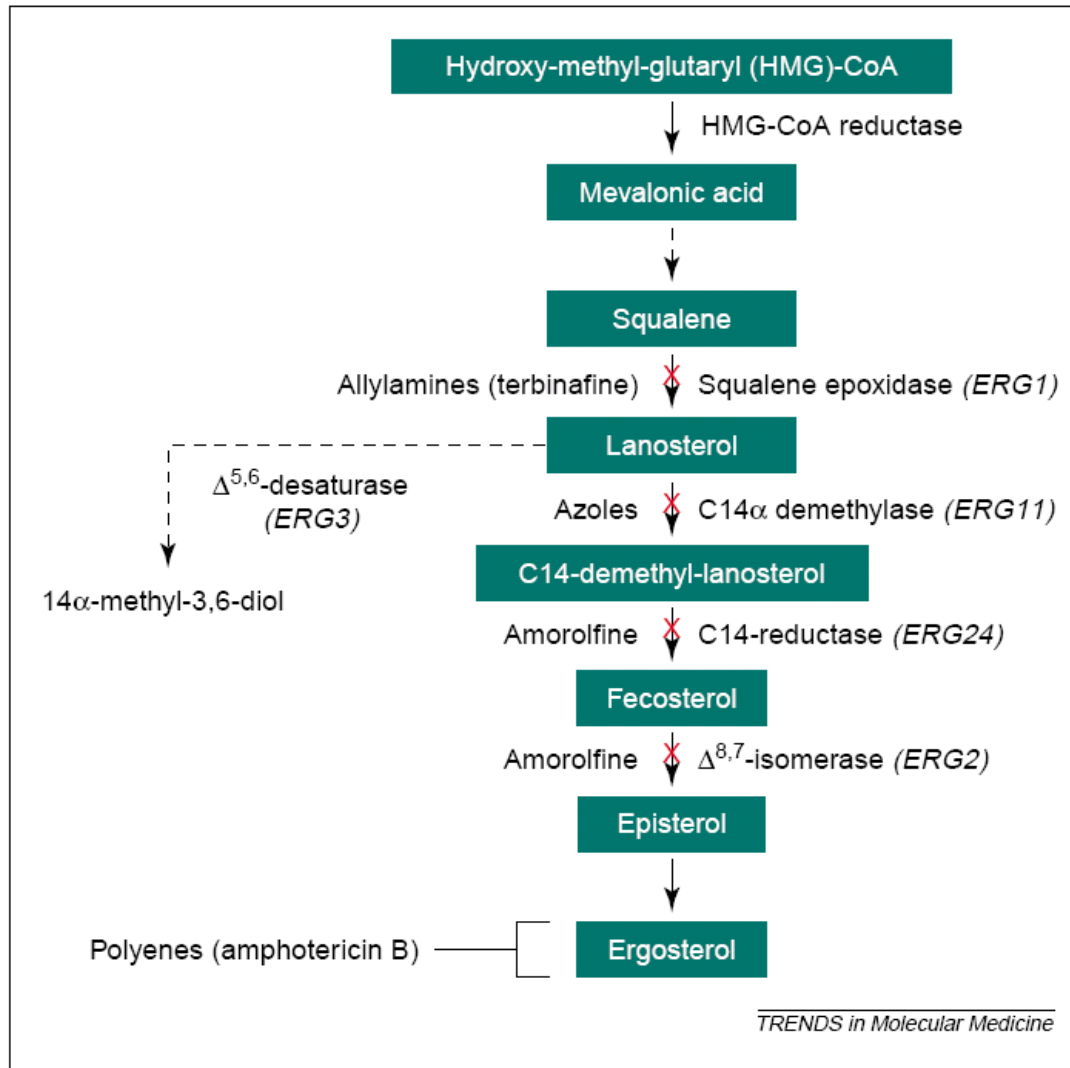 Hydroxy-methyl-glutaryl (HMG)-CoA
HMG-CoA reductase
Mevalonic acid
Squalene
Allylamines (terbinafine)
Squalene epoxidase (ERG1)
Lanosterol
Δ5,6-desaturase
(ERG3)
Azoles
C14α demethylase (ERG11)
C14-demethyl-lanosterol
14α-methyl-3,6-diol
Amorolfine
C14-reductase (ERG24)
Fecosterol
Amorolfine
Δ8,7-isomerase (ERG2)
Episterol
Polyenes (amphotericin B)
Ergosterol
TRENDS in Molecular Medicine